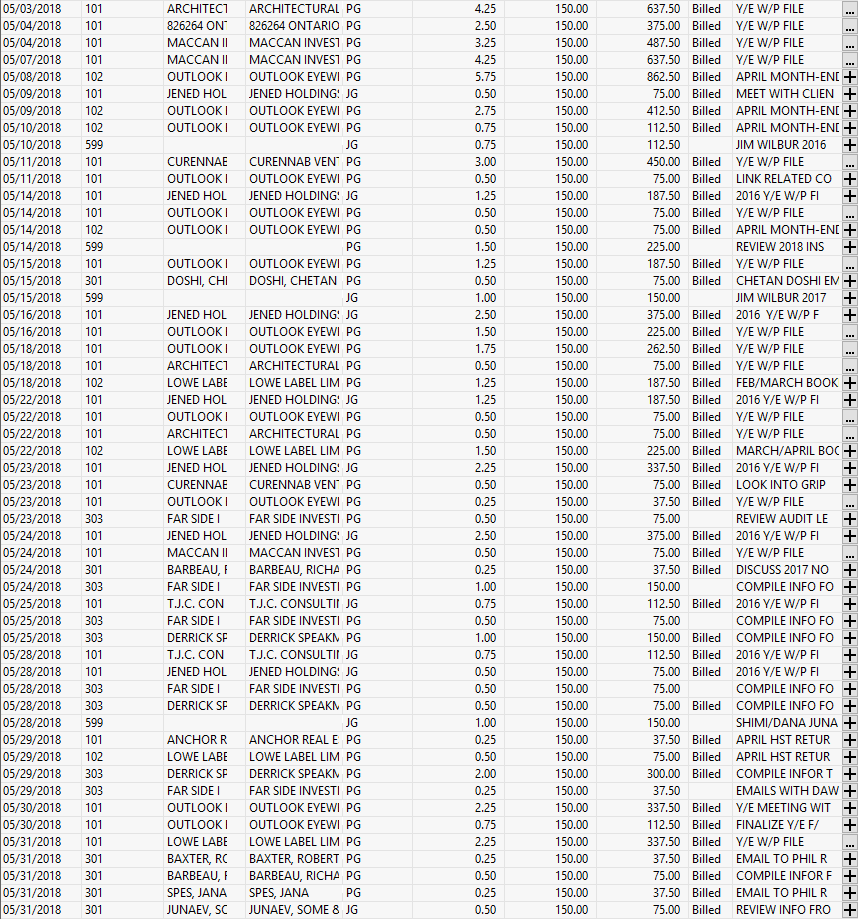 05/03/2018 101 ARCHITECT ARCHITECTURAL PG 4.25 150.00 637.50 Billed Y/E W/P FILE ...
05/04/2018 101 826264 ONT 826264 ONTARIO PG 2.50 150.00 375.00 Billed Y/E W/P FILE ...
05/04/2018 101 MACCAN II MACCAN INVEST PG 3.25 150.00 487.50 Billed Y/E W/P FILE ...
05/07/2018 101 MACCAN II MACCAN INVEST PG 4.25 150.00 637.50 Billed Y/E W/P FILE ...
05/08/2018 102 OUTLOOK I OUTLOOK EYEWI PG 5.75 150.00 862.50 Billed APRIL MONTH-END +
05/09/2018 101 JENED HOL JENED HOLDINGS JG 0.50 150.00 75.00 Billed MEET WITH CLIEN +
05/09/2018 102 OUTLOOK I OUTLOOK EYEWI PG 2.75 150.00 412.50 Billed APRIL MONTH-END +
05/10/2018 102 OUTLOOK I OUTLOOK EYEWI PG 0.75 150.00 112.50 Billed APRIL MONTH-END +
05/10/2018 599 JG 0.75 150.00 112.50 JIM WILBUR 2016 +
05/11/2018 101 CURENNAE CURENNAB VEN PG 3.00 150.00 450.00 Billed Y/E W/P FILE ...
05/11/2018 101 OUTLOOK I OUTLOOK EYEWI PG 0.50 150.00 75.00 Billed LINK RELATED CO +
05/14/2018 101 JENED HOL JENED HOLDINGS JG 1.25 150.00 187.50 Billed 2016 Y/E W/P FI +
05/14/2018 101 OUTLOOK I OUTLOOK EYEWI PG 0.50 150.00 75.00 Billed Y/E W/P FILE ...
05/14/2018 102 OUTLOOK I OUTLOOK EYEWI PG 0.50 150.00 75.00 Billed APRIL MONTH-END +
05/14/2018 599 PG 1.50 150.00 225.00 REVIEW 2018 INS +
05/15/2018 101 OUTLOOK I OUTLOOK EYEWI PG 1.25 150.00 187.50 Billed Y/E W/P FILE ...
05/15/2018 301 DOSHI, CHI DOSHI, CHETAN PG 0.50 150.00 75.00 Billed CHETAN DOSHI EM +
05/15/2018 599 JG 1.00 150.00 150.00 JIM WILBUR 2017 +
05/16/2018 101 JENED HOL JENED HOLDINGS JG 2.50 150.00 375.00 Billed 2016 Y/E W/P F +
05/16/2018 101 OUTLOOK I OUTLOOK EYEWI PG 1.50 150.00 225.00 Billed Y/E W/P FILE ...
05/18/2018 101 OUTLOOK I OUTLOOK EYEWI PG 1.75 150.00 262.50 Billed Y/E W/P FILE ...
05/18/2018 101 ARCHITECT ARCHITECTURAL PG 0.50 150.00 75.00 Billed Y/E W/P FILE ...
05/18/2018 102 LOWE LABE LOWE LABEL LIM PG 1.25 150.00 187.50 Billed FEB/MARCH BOOK +
05/22/2018 101 JENED HOL JENED HOLDINGS JG 1.25 150.00 187.50 Billed 2016 Y/E W/P FI +
05/22/2018 101 OUTLOOK I OUTLOOK EYEWI PG 0.50 150.00 75.00 Billed Y/E W/P FILE ...
05/22/2018 101 ARCHITECT ARCHITECTURAL PG 0.50 150.00 75.00 Billed Y/E W/P FILE ...
05/22/2018 102 LOWE LABE LOWE LABEL LIM PG 1.50 150.00 225.00 Billed MARCH/APRIL BOC +
05/23/2018 101 JENED HOL JENED HOLDINGS JG 2.25 150.00 337.50 Billed 2016 Y/E W/P FI +
05/23/2018 101 CURENNAE CURENNAB VEN PG 0.50 150.00 75.00 Billed LOOK INTO GRIP +
05/23/2018 101 OUTLOOK I OUTLOOK EYEWI PG 0.25 150.00 37.50 Billed Y/E W/P FILE ...
05/23/2018 303 FAR SIDE I FAR SIDE INVESTI PG 0.50 150.00 75.00 REVIEW AUDIT LE +
05/24/2018 101 JENED HOL JENED HOLDINGS JG 2.50 150.00 375.00 Billed 2016 Y/E W/P FI +
05/24/2018 101 MACCAN II MACCAN INVEST PG 0.50 150.00 75.00 Billed Y/E W/P FILE ...
05/24/2018 301 BARBEAU, F BARBEAU, RICHA PG 0.25 150.00 37.50 Billed DISCUSS 2017 NO +
05/24/2018 303 FAR SIDE I FAR SIDE INVESTI PG 1.00 150.00 150.00 COMPILE INFO FO +
05/25/2018 101 T.J.C. CON T.J.C. CONSULTII JG 0.75 150.00 112.50 Billed 2016 Y/E W/P FI +
05/25/2018 303 FAR SIDE I FAR SIDE INVESTI PG 0.50 150.00 75.00 COMPILE INFO FO +
05/25/2018 303 DERRICK SP DERRICK SPEAKM PG 1.00 150.00 150.00 Billed COMPILE INFO FO +
05/28/2018 101 T.J.C. CON T.J.C. CONSULTII JG 0.75 150.00 112.50 Billed 2016 Y/E W/P FI +
05/28/2018 101 JENED HOL JENED HOLDINGS JG 0.50 150.00 75.00 Billed 2016 Y/E W/P FI +
05/28/2018 303 FAR SIDE I FAR SIDE INVESTI PG 0.50 150.00 75.00 COMPILE INFO FO +
05/28/2018 303 DERRICK SP DERRICK SPEAKM PG 0.50 150.00 75.00 Billed COMPILE INFO FO +
05/28/2018 599 JG 1.00 150.00 150.00 SHIMI/DANA JUNA +
05/29/2018 101 ANCHOR R ANCHOR REAL E PG 0.25 150.00 37.50 Billed APRIL HST RETUR +
05/29/2018 102 LOWE LABE LOWE LABEL LIM PG 0.50 150.00 75.00 Billed APRIL HST RETUR +
05/29/2018 303 DERRICK SP DERRICK SPEAKM PG 2.00 150.00 300.00 Billed COMPILE INFOR T +
05/29/2018 303 FAR SIDE I FAR SIDE INVESTI PG 0.25 150.00 37.50 EMAILS WITH DAW +
05/30/2018 101 OUTLOOK I OUTLOOK EYEWI PG 2.25 150.00 337.50 Billed Y/E MEETING WIT +
05/30/2018 101 OUTLOOK I OUTLOOK EYEWI PG 0.75 150.00 112.50 Billed FINALIZE Y/E F/ +
05/31/2018 101 LOWE LABE LOWE LABEL LIM PG 2.25 150.00 337.50 Billed Y/E W/P FILE ...
05/31/2018 301 BAXTER, RC BAXTER, ROBERT PG 0.25 150.00 37.50 Billed EMAIL TO PHIL R +
05/31/2018 301 BARBEAU, F BARBEAU, RICHA PG 0.25 150.00 37.50 Billed COMPILE INFOR F +
05/31/2018 301 SPES, JANA SPES, JANA PG 0.25 150.00 37.50 Billed EMAIL TO PHIL R +
05/31/2018 301 JUNAEV, SC JUNAEV, SOME & JG 0.50 150.00 75.00 Billed REVIEW INFO FRO +